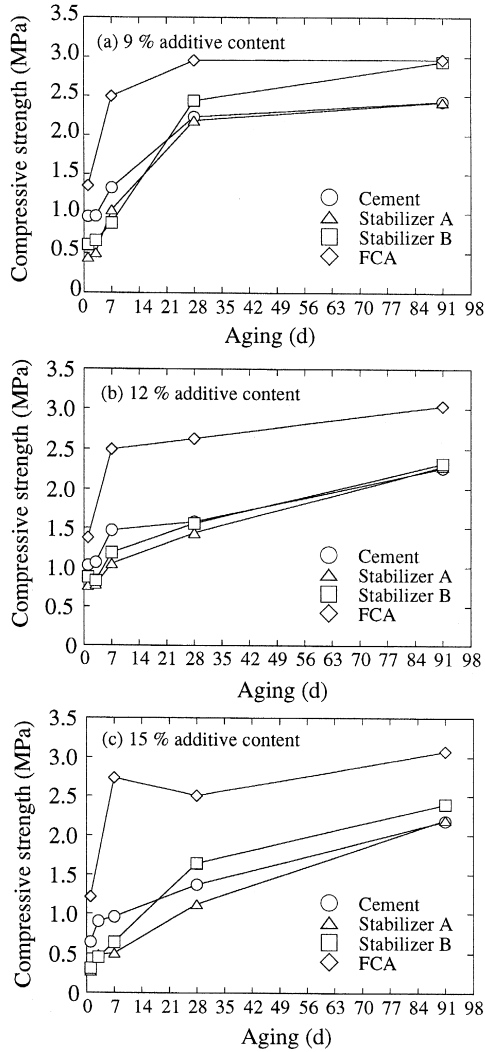 (a) 9 % additive content
Compressive strength (MPa)
3.5
3.0
2.5
2.0
1.5
1.0
0.5
0
Cement
Stabilizer A
Stabilizer B
FCA
0 7 14 21 28 35 42 49 56 63 70 77 84 91 98
Aging (d)
(b) 12 % additive content
Compressive strength (MPa)
3.5
3.0
2.5
2.0
1.5
1.0
0.5
0
Cement
Stabilizer A
Stabilizer B
FCA
0 7 14 21 28 35 42 49 56 63 70 77 84 91 98
Aging (d)
(c) 15 % additive content
Compressive strength (MPa)
3.5
3.0
2.5
2.0
1.5
1.0
0.5
0
Cement
Stabilizer A
Stabilizer B
FCA
0 7 14 21 28 35 42 49 56 63 70 77 84 91 98
Aging (d)